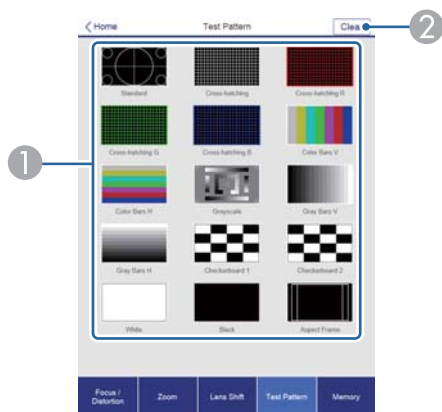 Home Test Pattern Clea
2
Standard Cross-hatching Cross-hatching R
Cross-hatching G Cross-hatching B Color Bars V
1
Color Bars H Grayscale Gray Bars V
Gray Bars H Checkerboard 1 Checkerboard 2
White Black Aspect Frame
Focus / Distortion Zoom Lens Shift Test Pattern Memory